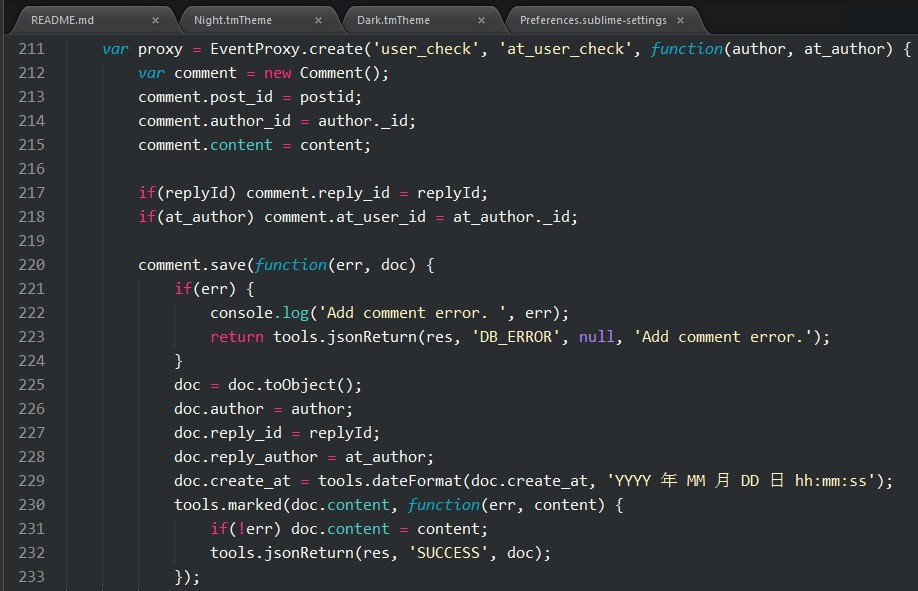 README.md × Night.tmTheme × Dark.tmTheme × Preferences.sublime-settings ×
211 var proxy = EventProxy.create('user_check', 'at_user_check', function(author, at_author) {
212 var comment = new Comment();
213 comment.post_id = postid;
214 comment.author_id = author._id;
215 comment.content = content;
216
217 if(replyId) comment.reply_id = replyId;
218 if(at_author) comment.at_user_id = at_author._id;
219
220 comment.save(function(err, doc) {
221 if(err) {
222 console.log('Add comment error. ', err);
223 return tools.jsonReturn(res, 'DB_ERROR', null, 'Add comment error.');
224 }
225 doc = doc.toObject();
226 doc.author = author;
227 doc.reply_id = replyId;
228 doc.reply_author = at_author;
229 doc.create_at = tools.dateFormat(doc.create_at, 'YYYY 年 MM 月 DD 日 hh:mm:ss');
230 tools.marked(doc.content, function(err, content) {
231 if(!err) doc.content = content;
232 tools.jsonReturn(res, 'SUCCESS', doc);
233 });